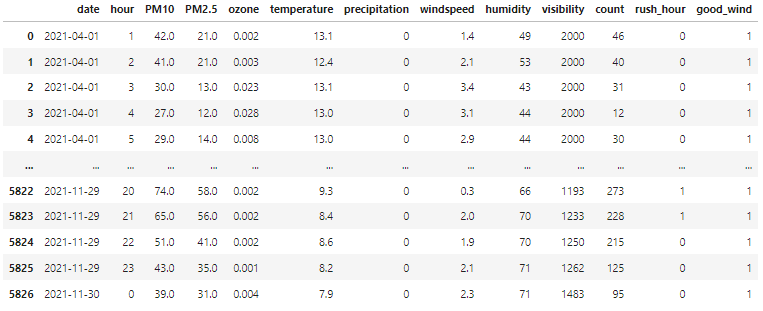 date hour PM10 PM2.5 ozone temperature precipitation windspeed humidity visibility count rush_hour good_wind
0 2021-04-01 1 42.0 21.0 0.002 13.1 0 1.4 49 2000 46 0 1
1 2021-04-01 2 41.0 21.0 0.003 12.4 0 2.1 53 2000 40 0 1
2 2021-04-01 3 30.0 13.0 0.023 13.1 0 3.4 43 2000 31 0 1
3 2021-04-01 4 27.0 12.0 0.028 13.0 0 3.1 44 2000 12 0 1
4 2021-04-01 5 29.0 14.0 0.008 13.0 0 2.9 44 2000 30 0 1
... ... ... ... ... ... ... ... ... ... ... ... ... ...
5822 2021-11-29 20 74.0 58.0 0.002 9.3 0 0.3 66 1193 273 1 1
5823 2021-11-29 21 65.0 56.0 0.002 8.4 0 2.0 70 1233 228 1 1
5824 2021-11-29 22 51.0 41.0 0.002 8.6 0 1.9 70 1250 215 0 1
5825 2021-11-29 23 43.0 35.0 0.001 8.2 0 2.1 71 1262 125 0 1
5826 2021-11-30 0 39.0 31.0 0.004 7.9 0 2.3 71 1483 95 0 1